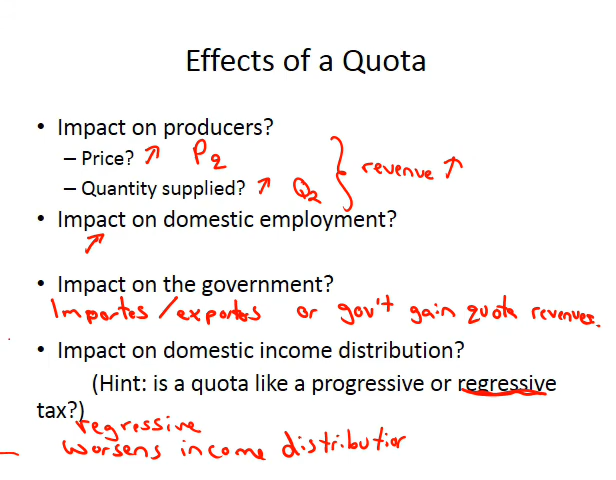 Effects of a Quota
• Impact on producers?
– Price? ↗ P2
– Quantity supplied? ↗ Q2 } revenue ↗
• Impact on domestic employment?
↗
• Impact on the government?
Importes/exporters or gov't gain quota revenues.
• Impact on domestic income distribution?
(Hint: is a quota like a progressive or regressive
tax?)
regressive
worsens income distribution